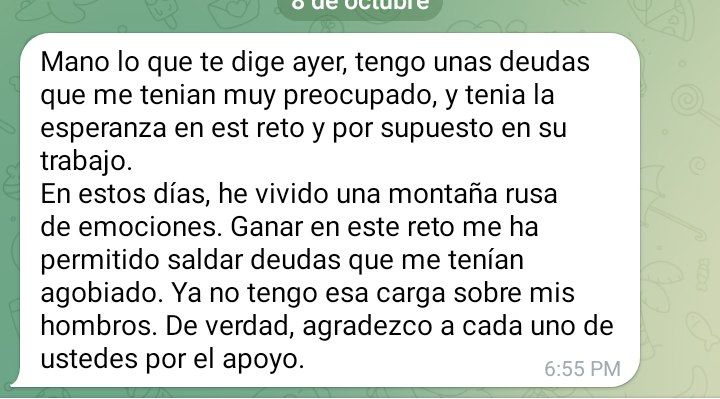 8 de octubre
Mano lo que te dige ayer, tengo unas deudas
que me tenian muy preocupado, y tenia la
esperanza en est reto y por supuesto en su
trabajo.
En estos días, he vivido una montaña rusa
de emociones. Ganar en este reto me ha
permitido saldar deudas que me tenían
agobiado. Ya no tengo esa carga sobre mis
hombros. De verdad, agradezco a cada uno de
ustedes por el apoyo.
6:55 PM